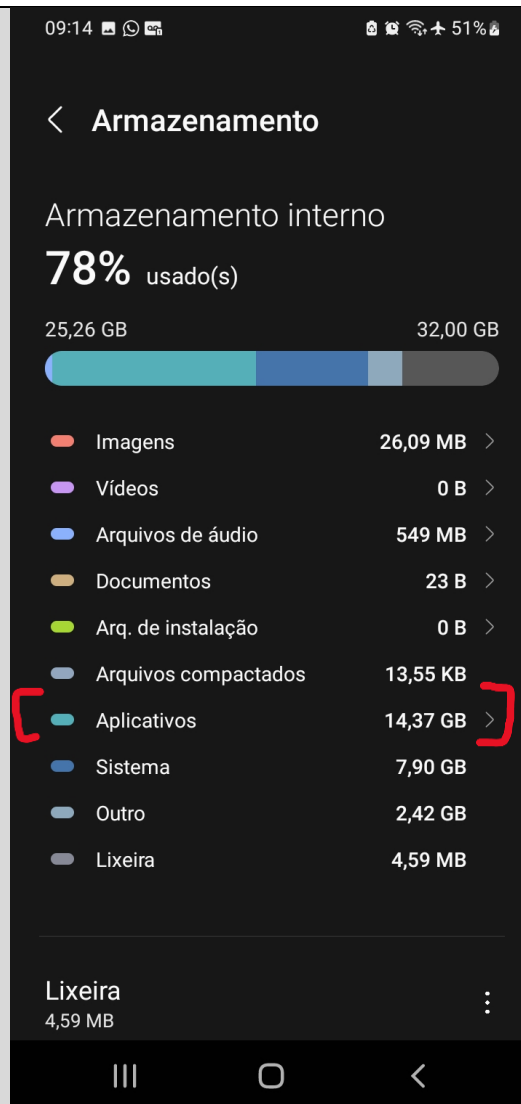 09:14 51%
Armazenamento
Armazenamento interno
78% usado(s)
25,26 GB 32,00 GB
Imagens 26,09 MB
Vídeos 0 B
Arquivos de áudio 549 MB
Documentos 23 B
Arq. de instalação 0 B
Arquivos compactados 13,55 KB
Aplicativos 14,37 GB
Sistema 7,90 GB
Outro 2,42 GB
Lixeira 4,59 MB
Lixeira
4,59 MB